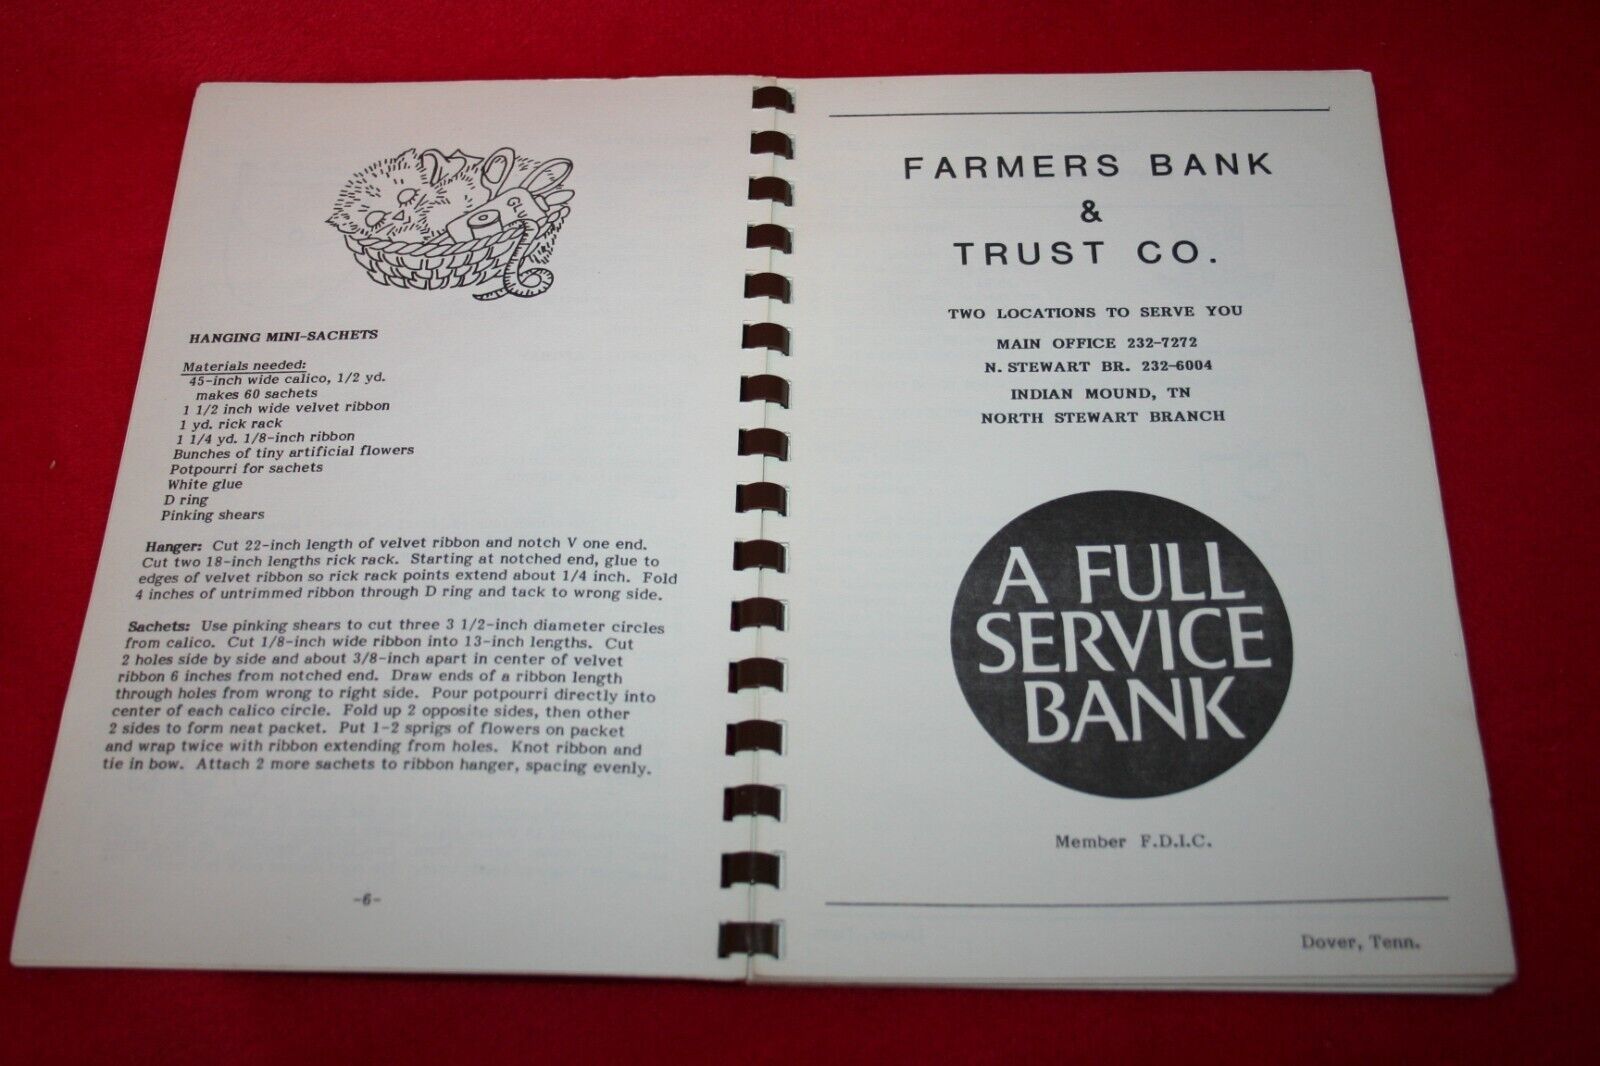 GLU
HANGING MINI-SACHETS
Materials needed:
45-inch wide calico, 1/2 yd.
makes 60 sachets
1 1/2 inch wide velvet ribbon
1 yd. rick rack
1 1/4 yd. 1/8-inch ribbon
Bunches of tiny artificial flowers
Potpourri for sachets
White glue
D ring
Pinking shears
Hanger: Cut 22-inch length of velvet ribbon and notch V one end.
Cut two 18-inch lengths rick rack. Starting at notched end, glue to
edges of velvet ribbon so rick rack points extend about 1/4 inch. Fold
4 inches of untrimmed ribbon through D ring and tack to wrong side.
Sachets: Use pinking shears to cut three 3 1/2-inch diameter circles
from calico. Cut 1/8-inch wide ribbon into 13-inch lengths. Cut
2 holes side by side and about 3/8-inch apart in center of velvet
ribbon 6 inches from notched end. Draw ends of a ribbon length
through holes from wrong to right side. Pour potpourri directly into
center of each calico circle. Fold up 2 opposite sides, then other
2 sides to form neat packet. Put 1-2 sprigs of flowers on packet
and wrap twice with ribbon extending from holes. Knot ribbon and
tie in bow. Attach 2 more sachets to ribbon hanger, spacing evenly.
-6-
FARMERS BANK
&
TRUST CO.
TWO LOCATIONS TO SERVE YOU
MAIN OFFICE 232-7272
N. STEWART BR. 232-6004
INDIAN MOUND, TN
NORTH STEWART BRANCH
A FULL
SERVICE
BANK
Member F.D.I.C.
Dover, Tenn.